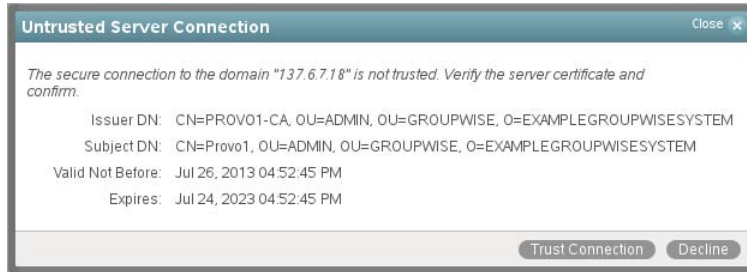 Untrusted Server Connection Close x
The secure connection to the domain "137.6.7.18" is not trusted. Verify the server certificate and
confirm.
Issuer DN: CN=PROVO1-CA, OU=ADMIN, OU=GROUPWISE, O=EXAMPLEGROUPWISESYSTEM
Subject DN: CN=Provo1, OU=ADMIN, OU=GROUPWISE, O=EXAMPLEGROUPWISESYSTEM
Valid Not Before: Jul 26, 2013 04:52:45 PM
Expires: Jul 24, 2023 04:52:45 PM
Trust Connection Decline